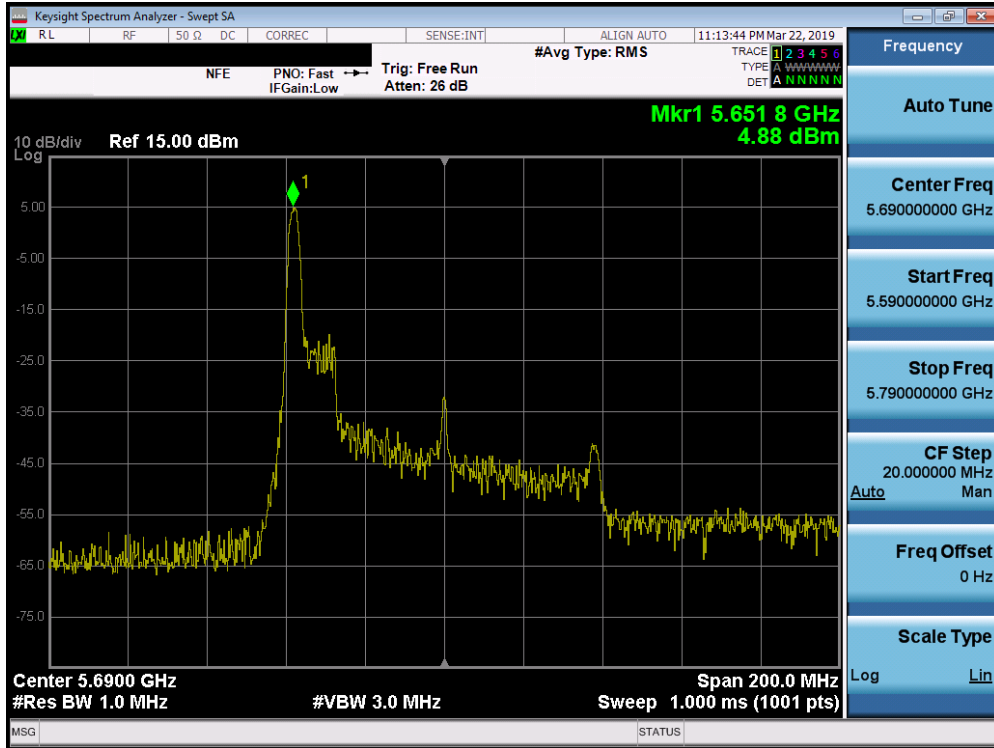 Keysight Spectrum Analyzer - Swept SA
LXI RL RF 50 Ω DC CORREC SENSE:INT ALIGN AUTO 11:13:44 PM Mar 22, 2019
Frequency
NFE PNO: Fast Trig: Free Run #Avg Type: RMS TRACE 1 2 3 4 5 6
IFGain:Low Atten: 26 dB TYPE A WWWWW
DET A N N N N N
Auto Tune
Mkr1 5.651 8 GHz
4.88 dBm
10 dB/div Ref 15.00 dBm
Log
1
5.00
-5.00
-15.0
-25.0
-35.0
-45.0
-55.0
-65.0
-75.0
Center 5.6900 GHz Span 200.0 MHz
#Res BW 1.0 MHz #VBW 3.0 MHz Sweep 1.000 ms (1001 pts)
Center Freq
5.690000000 GHz
Start Freq
5.590000000 GHz
Stop Freq
5.790000000 GHz
CF Step
20.000000 MHz
Auto Man
Freq Offset
0 Hz
Scale Type
Log Lin
MSG STATUS